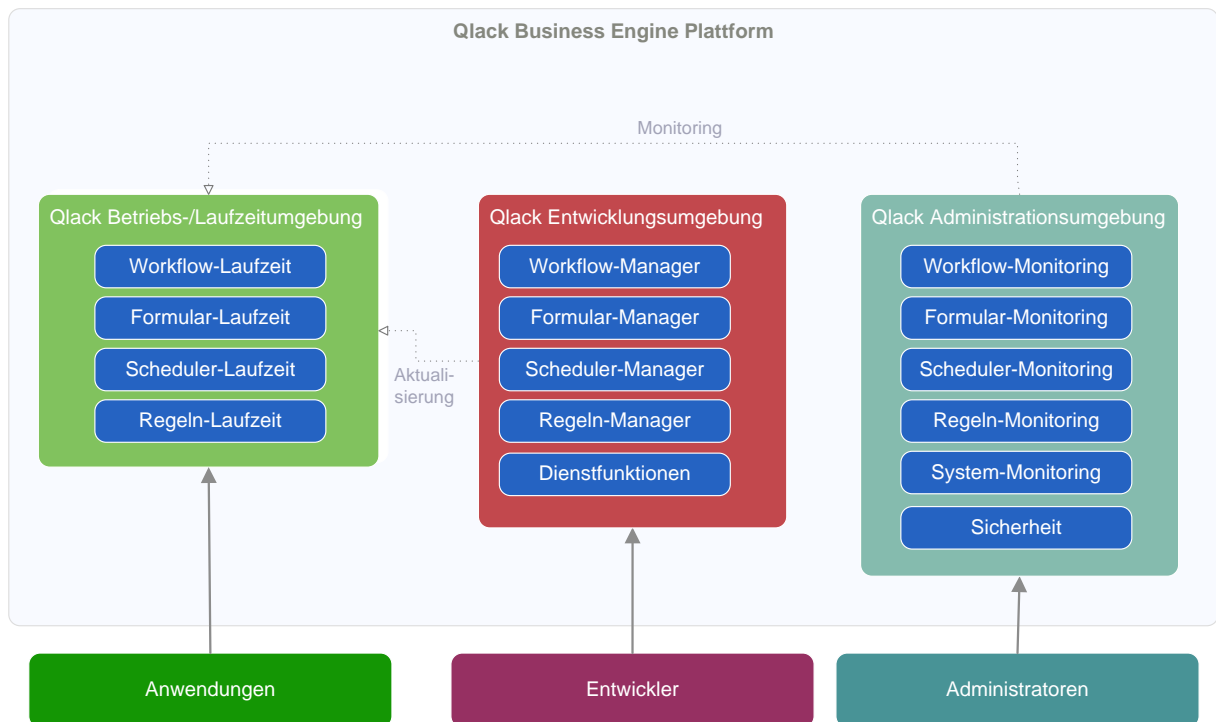 Qlack Business Engine Plattform
Monitoring
Qlack Betriebs-/Laufzeitumgebung
Workflow-Laufzeit
Formular-Laufzeit
Scheduler-Laufzeit
Regeln-Laufzeit
Aktuali-
sierung
Qlack Entwicklungsumgebung
Workflow-Manager
Formular-Manager
Scheduler-Manager
Regeln-Manager
Dienstfunktionen
Qlack Administrationsumgebung
Workflow-Monitoring
Formular-Monitoring
Scheduler-Monitoring
Regeln-Monitoring
System-Monitoring
Sicherheit
Anwendungen
Entwickler
Administratoren